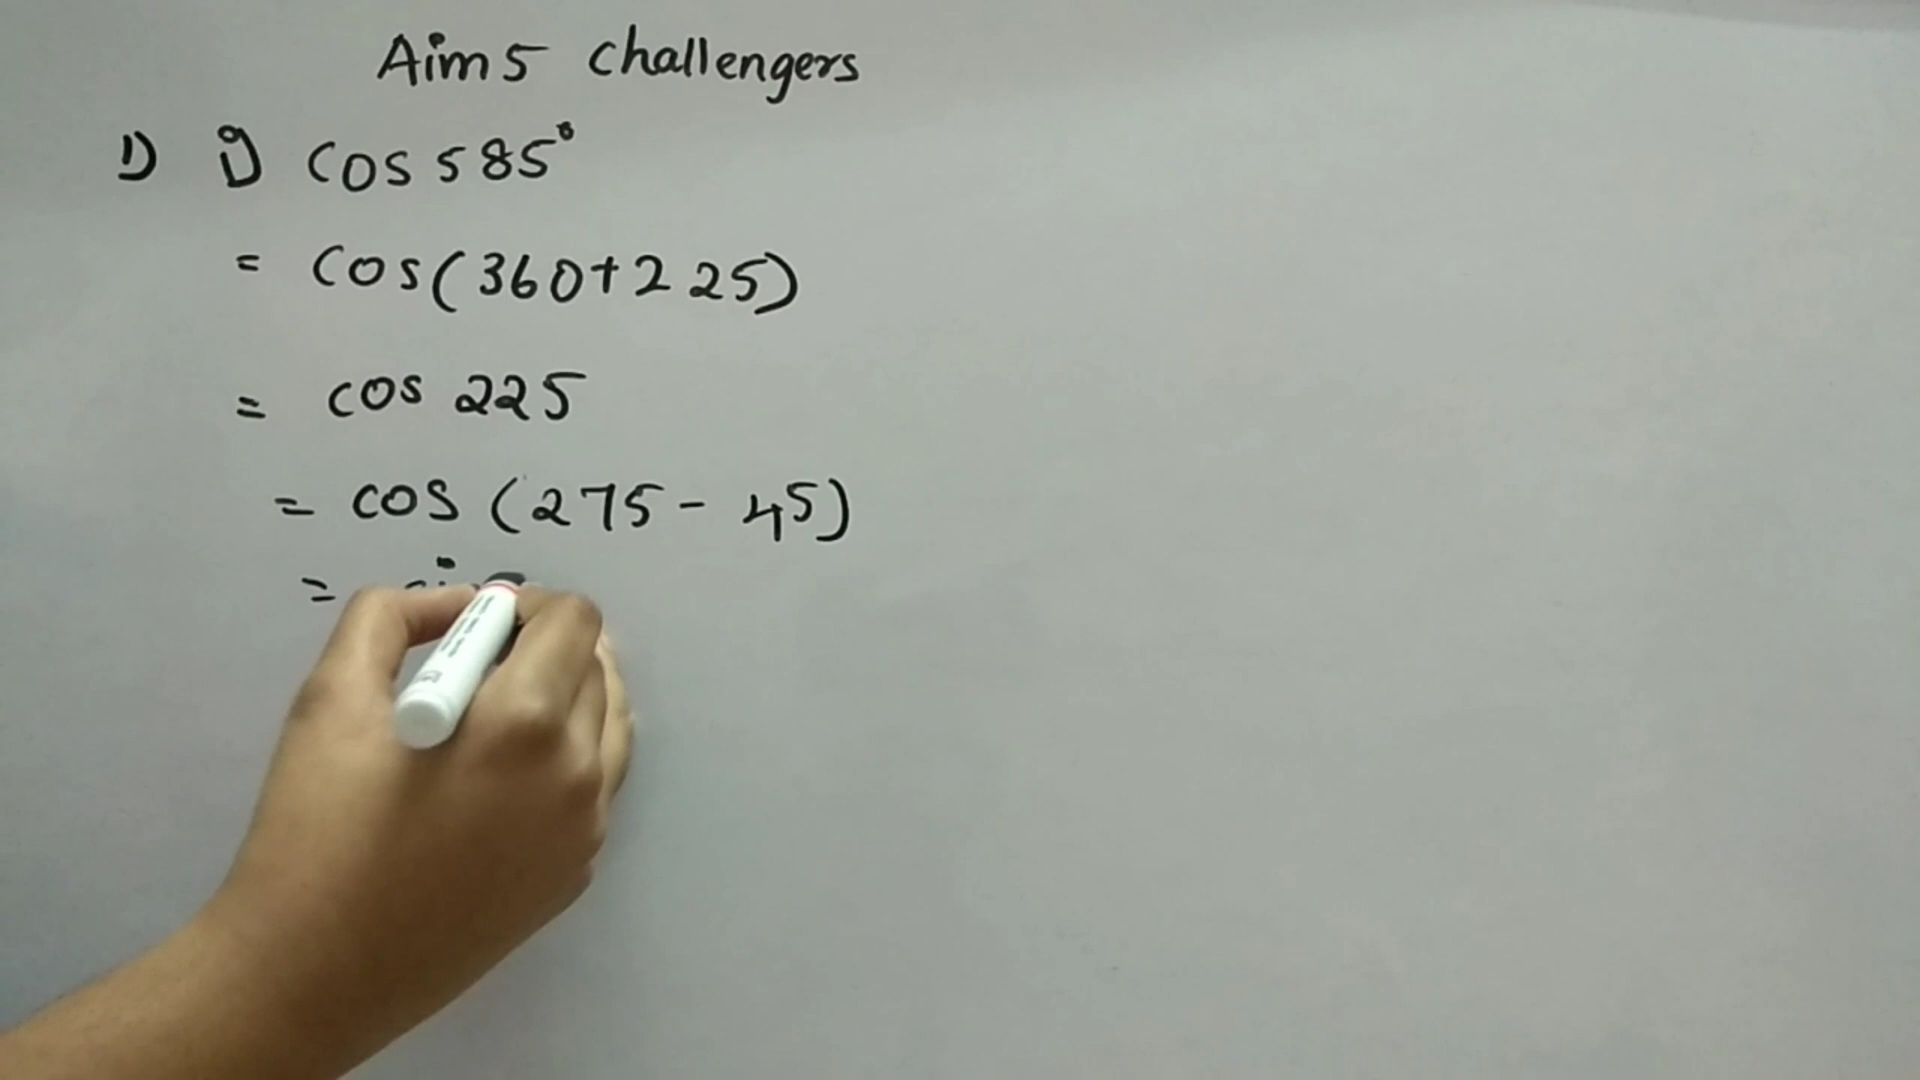 Aim5 challengers
1) i) cos 585°
= cos(360+225)
= cos 225
= cos (275 - 45)
=